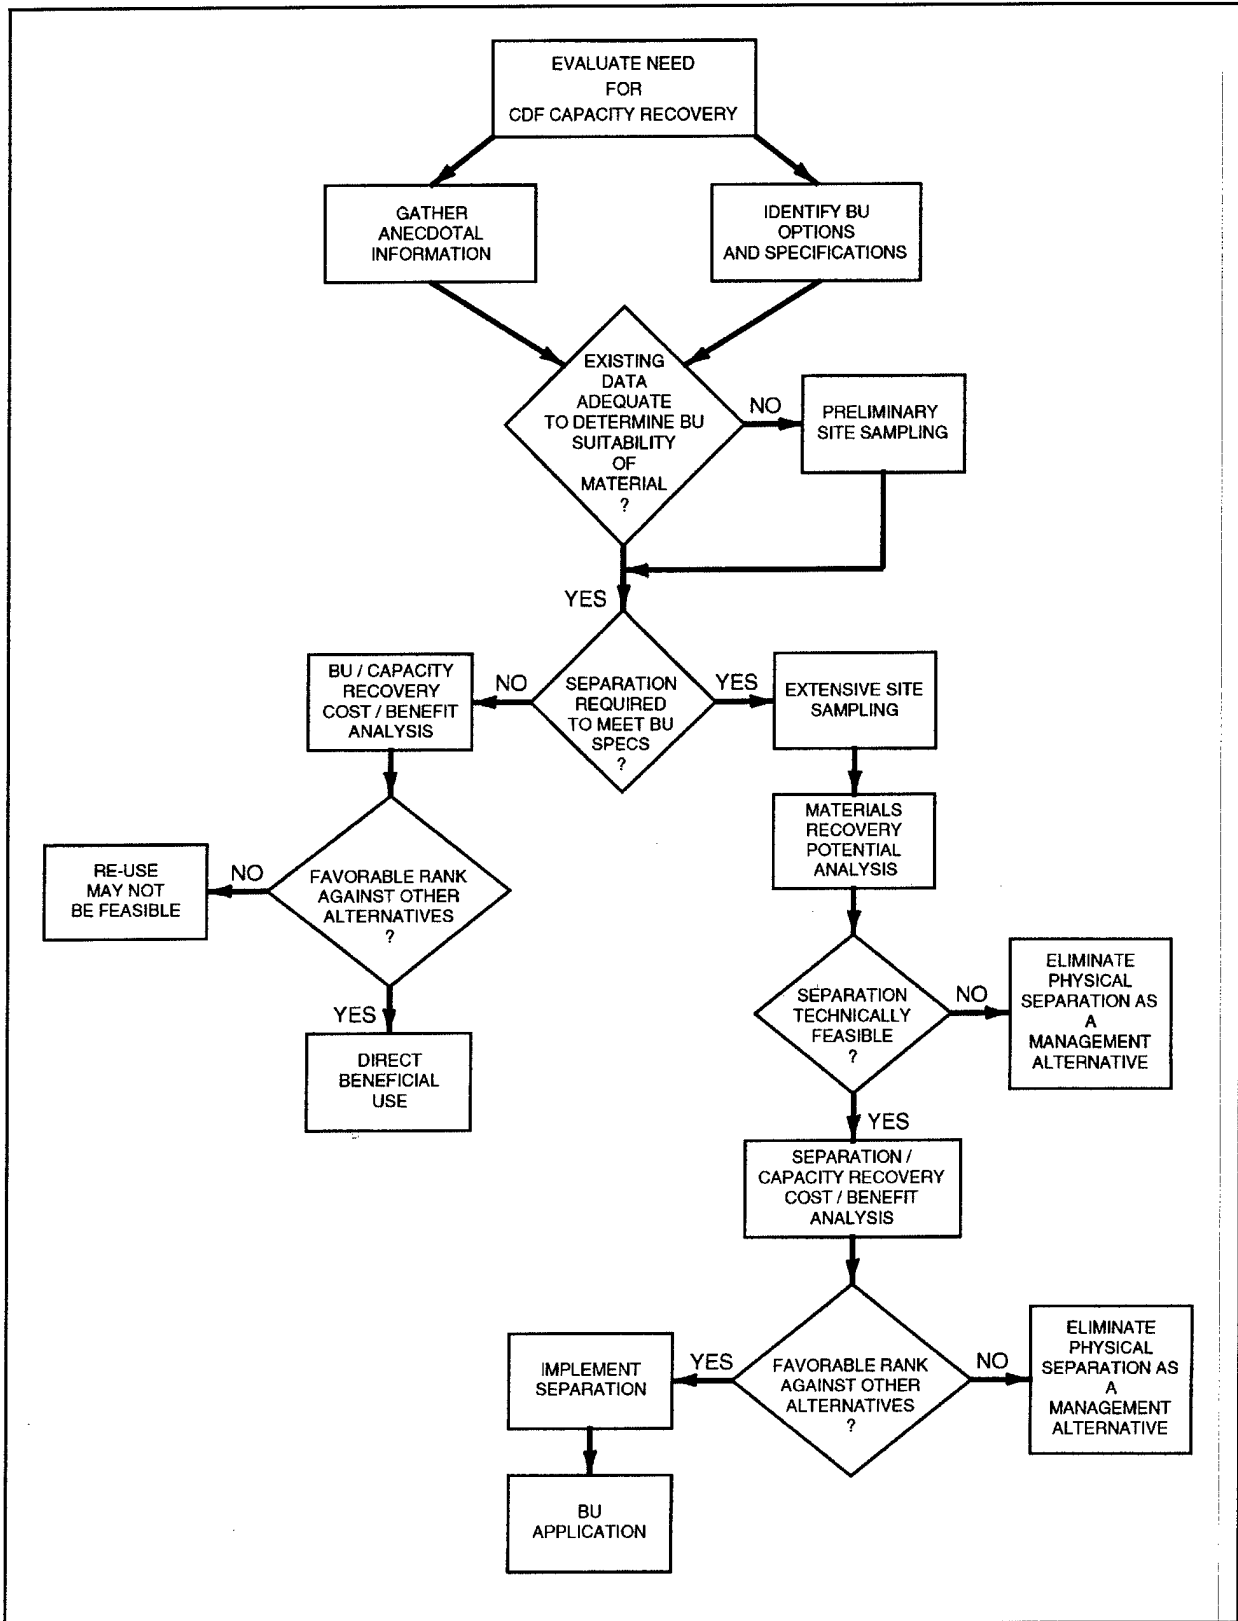 EVALUATE NEED
FOR
CDF CAPACITY RECOVERY
GATHER
ANECDOTAL
INFORMATION
IDENTIFY BU
OPTIONS
AND SPECIFICATIONS
EXISTING
DATA
ADEQUATE
TO DETERMINE BU
SUITABILITY
OF
MATERIAL
?
NO
PRELIMINARY
SITE SAMPLING
YES
BU / CAPACITY
RECOVERY
COST / BENEFIT
ANALYSIS
NO
SEPARATION
REQUIRED
TO MEET BU
SPECS
?
YES
EXTENSIVE SITE
SAMPLING
MATERIALS
RECOVERY
POTENTIAL
ANALYSIS
RE-USE
MAY NOT
BE FEASIBLE
NO
FAVORABLE RANK
AGAINST OTHER
ALTERNATIVES
?
YES
DIRECT
BENEFICIAL
USE
SEPARATION
TECHNICALLY
FEASIBLE
?
NO
ELIMINATE
PHYSICAL
SEPARATION AS
A
MANAGEMENT
ALTERNATIVE
YES
SEPARATION /
CAPACITY RECOVERY
COST / BENEFIT
ANALYSIS
IMPLEMENT
SEPARATION
YES
FAVORABLE RANK
AGAINST OTHER
ALTERNATIVES
?
NO
ELIMINATE
PHYSICAL
SEPARATION AS
A
MANAGEMENT
ALTERNATIVE
BU
APPLICATION